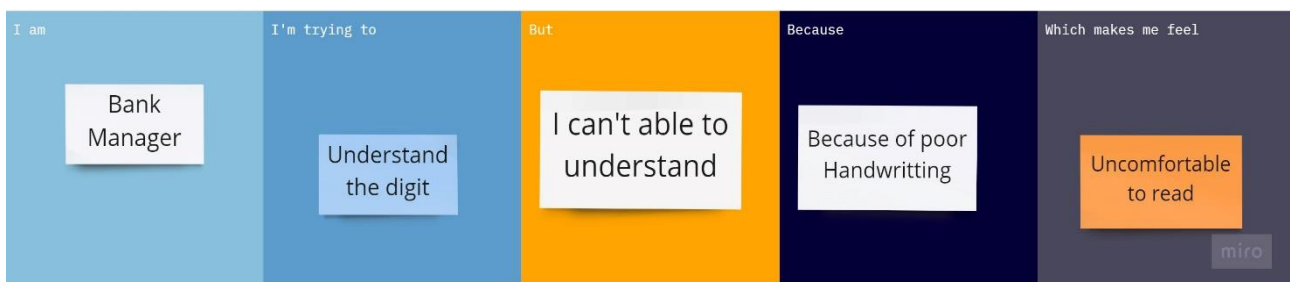 I am
Bank
Manager
I'm trying to
Understand
the digit
But
I can't able to
understand
Because
Because of poor
Handwritting
Which makes me feel
Uncomfortable
to read
miro